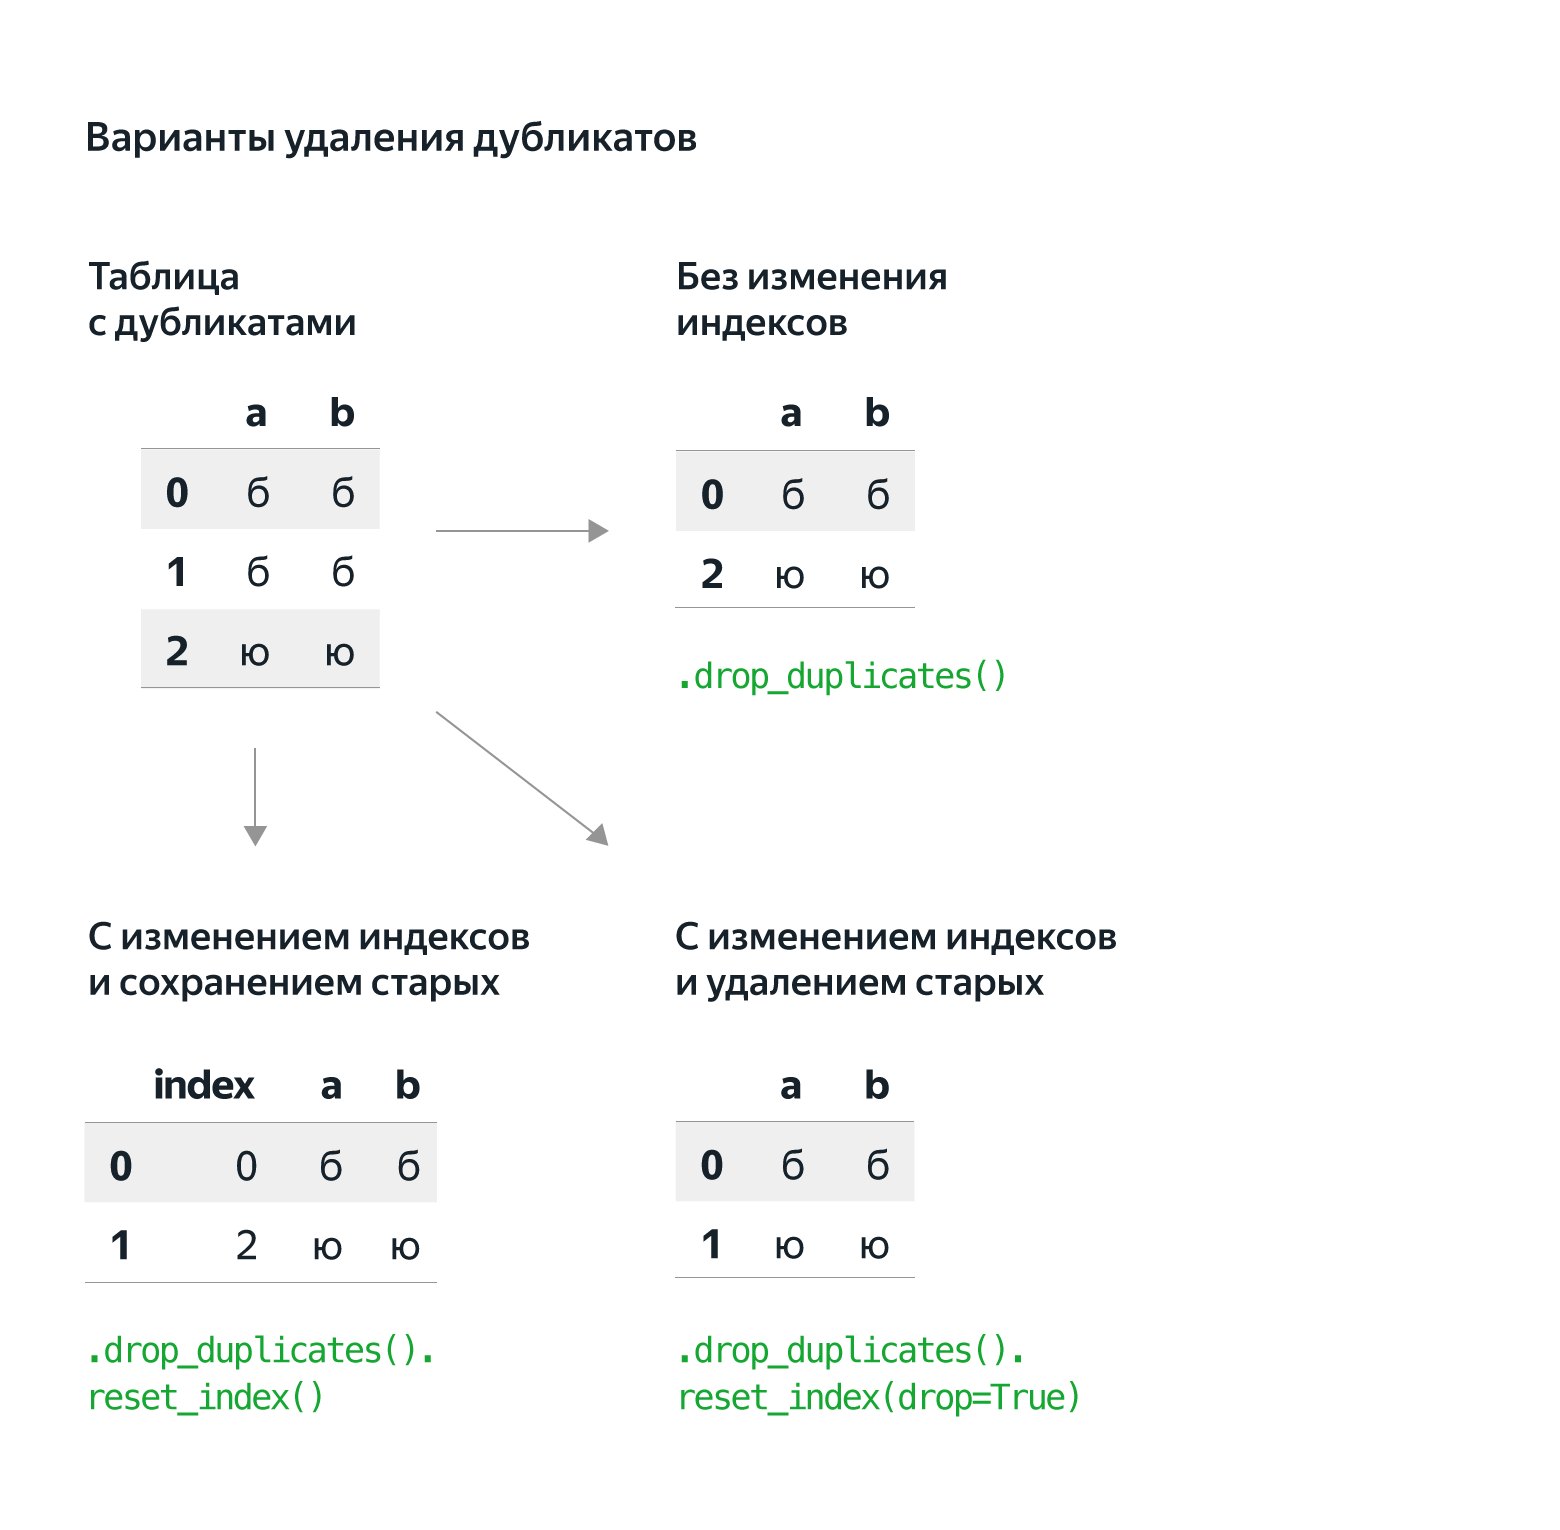 Варианты удаления дубликатов
Таблица
с дубликатами
a b
0 б б
1 б б
2 ю ю
Без изменения
индексов
a b
0 б б
2 ю ю
.drop_duplicates()
С изменением индексов
и сохранением старых
index a b
0 0 б б
1 2 ю ю
.drop_duplicates().
reset_index()
С изменением индексов
и удалением старых
a b
0 б б
1 ю ю
.drop_duplicates().
reset_index(drop=True)